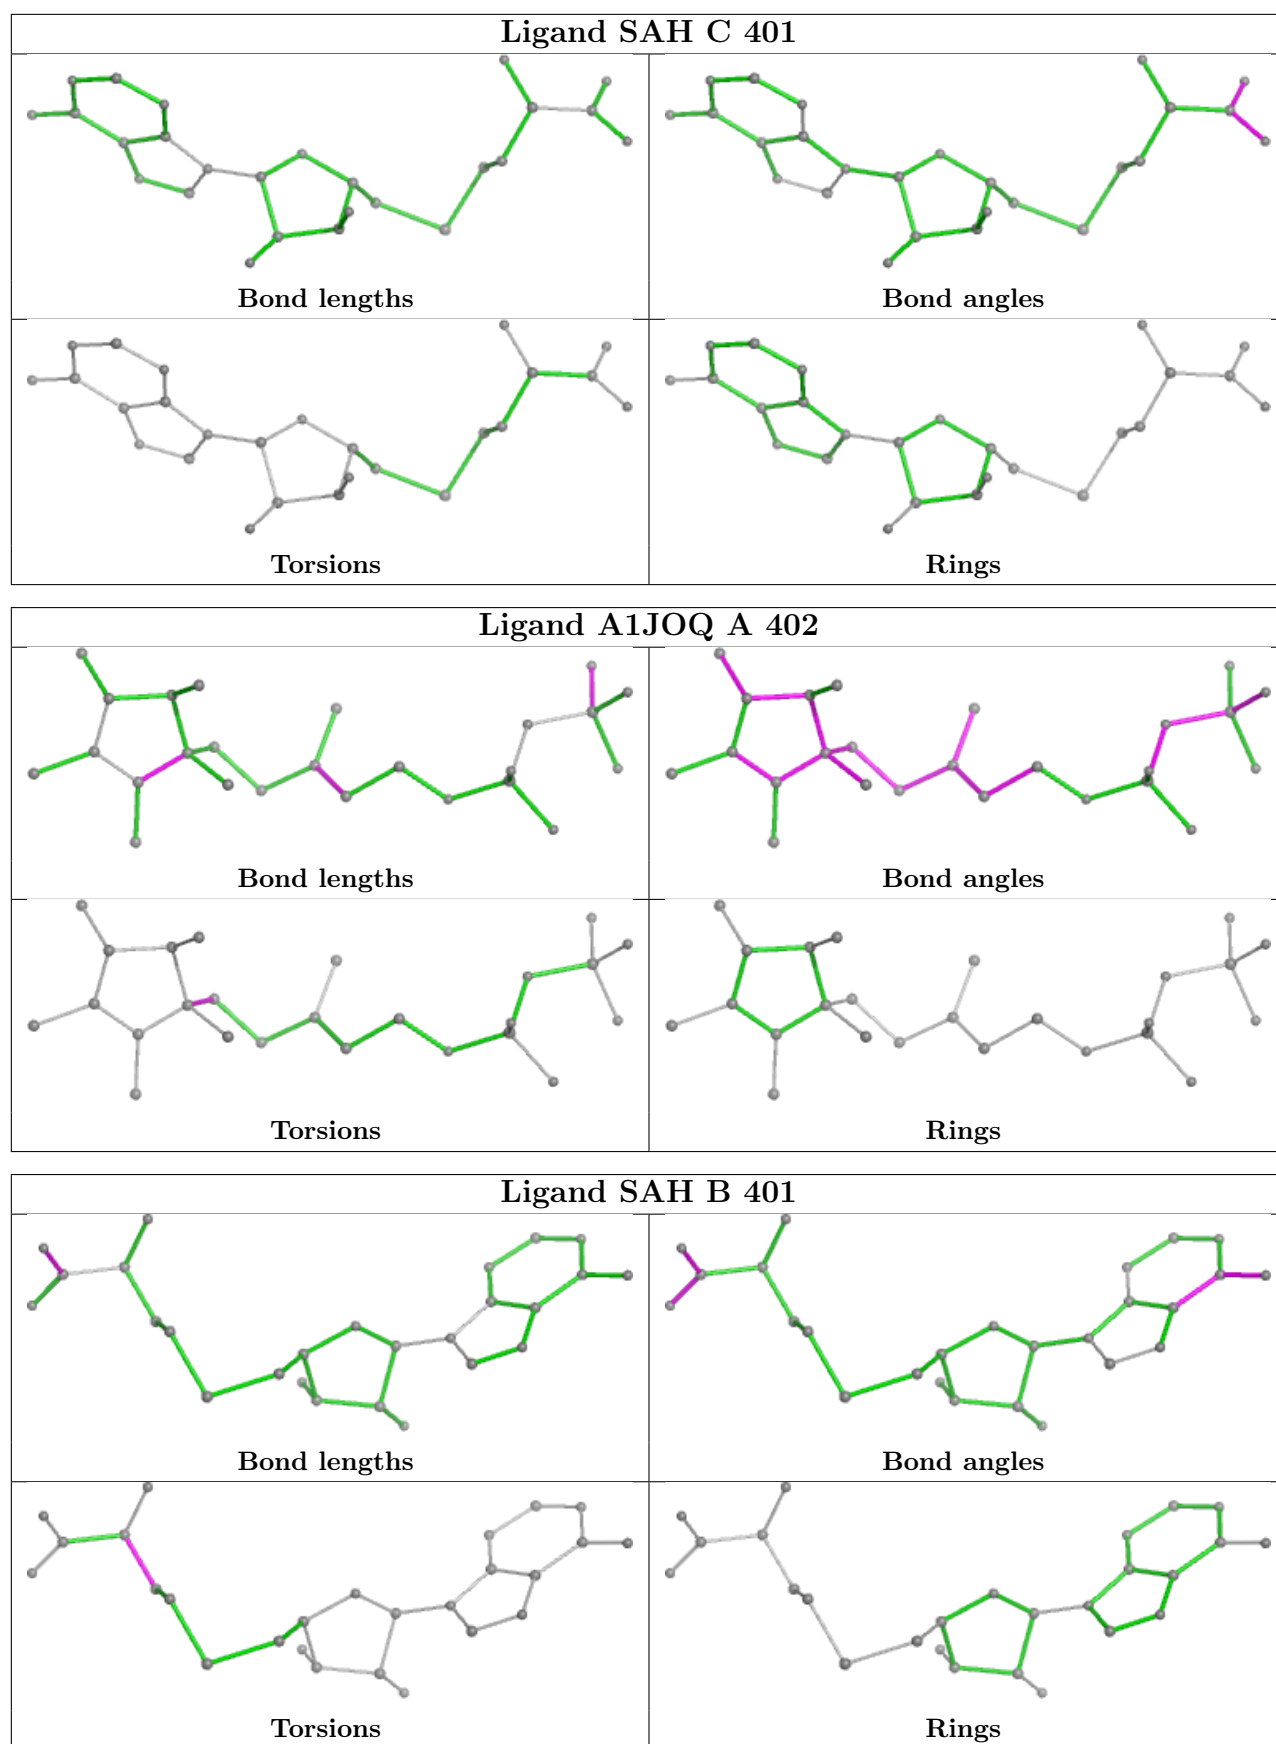 Ligand SAH C 401
Bond lengths
Bond angles
Torsions
Rings
Ligand A1JOQ A 402
Bond lengths
Bond angles
Torsions
Rings
Ligand SAH B 401
Bond lengths
Bond angles
Torsions
Rings